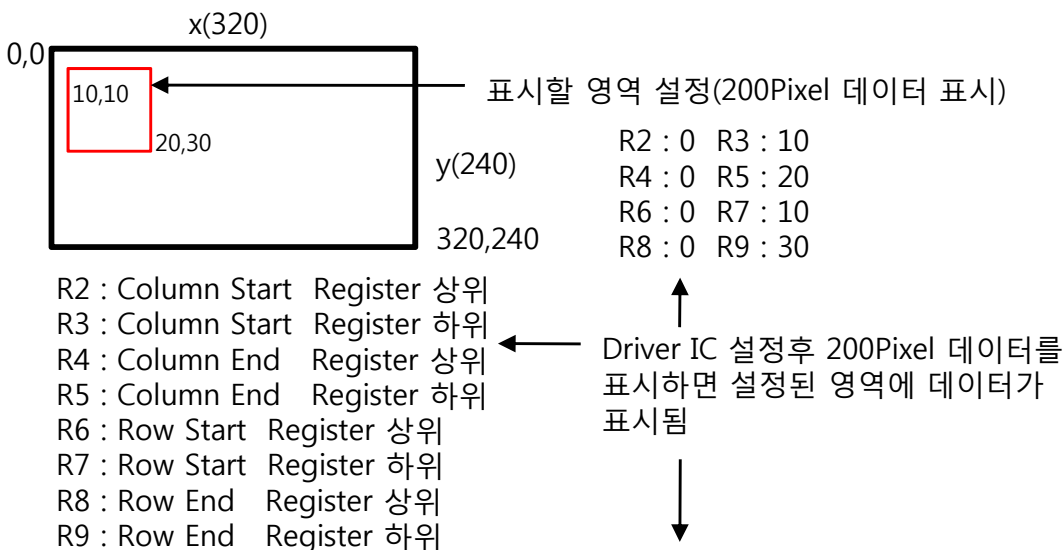 x(320)
0,0
10,10
20,30
y(240)
320,240
표시할 영역 설정(200Pixel 데이터 표시)
R2 : 0 R3 : 10
R4 : 0 R5 : 20
R6 : 0 R7 : 10
R8 : 0 R9 : 30
R2 : Column Start Register 상위
R3 : Column Start Register 하위
R4 : Column End Register 상위
R5 : Column End Register 하위
R6 : Row Start Register 상위
R7 : Row Start Register 하위
R8 : Row End Register 상위
R9 : Row End Register 하위
Driver IC 설정후 200Pixel 데이터를
표시하면 설정된 영역에 데이터가
표시됨